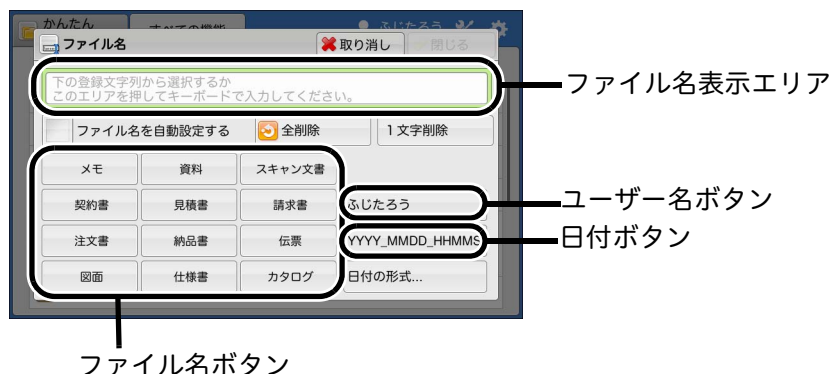 かんたん すべての機能 ふじたろう
ファイル名 取り消し 閉じる
下の登録文字列から選択するか
このエリアを押してキーボードで入力してください。
ファイル名表示エリア
ファイル名を自動設定する 全削除 1文字削除
メモ 資料 スキャン文書
契約書 見積書 請求書 ふじたろう
ユーザー名ボタン
注文書 納品書 伝票 YYYY_MMDD_HHMMS
日付ボタン
図面 仕様書 カタログ 日付の形式...
ファイル名ボタン